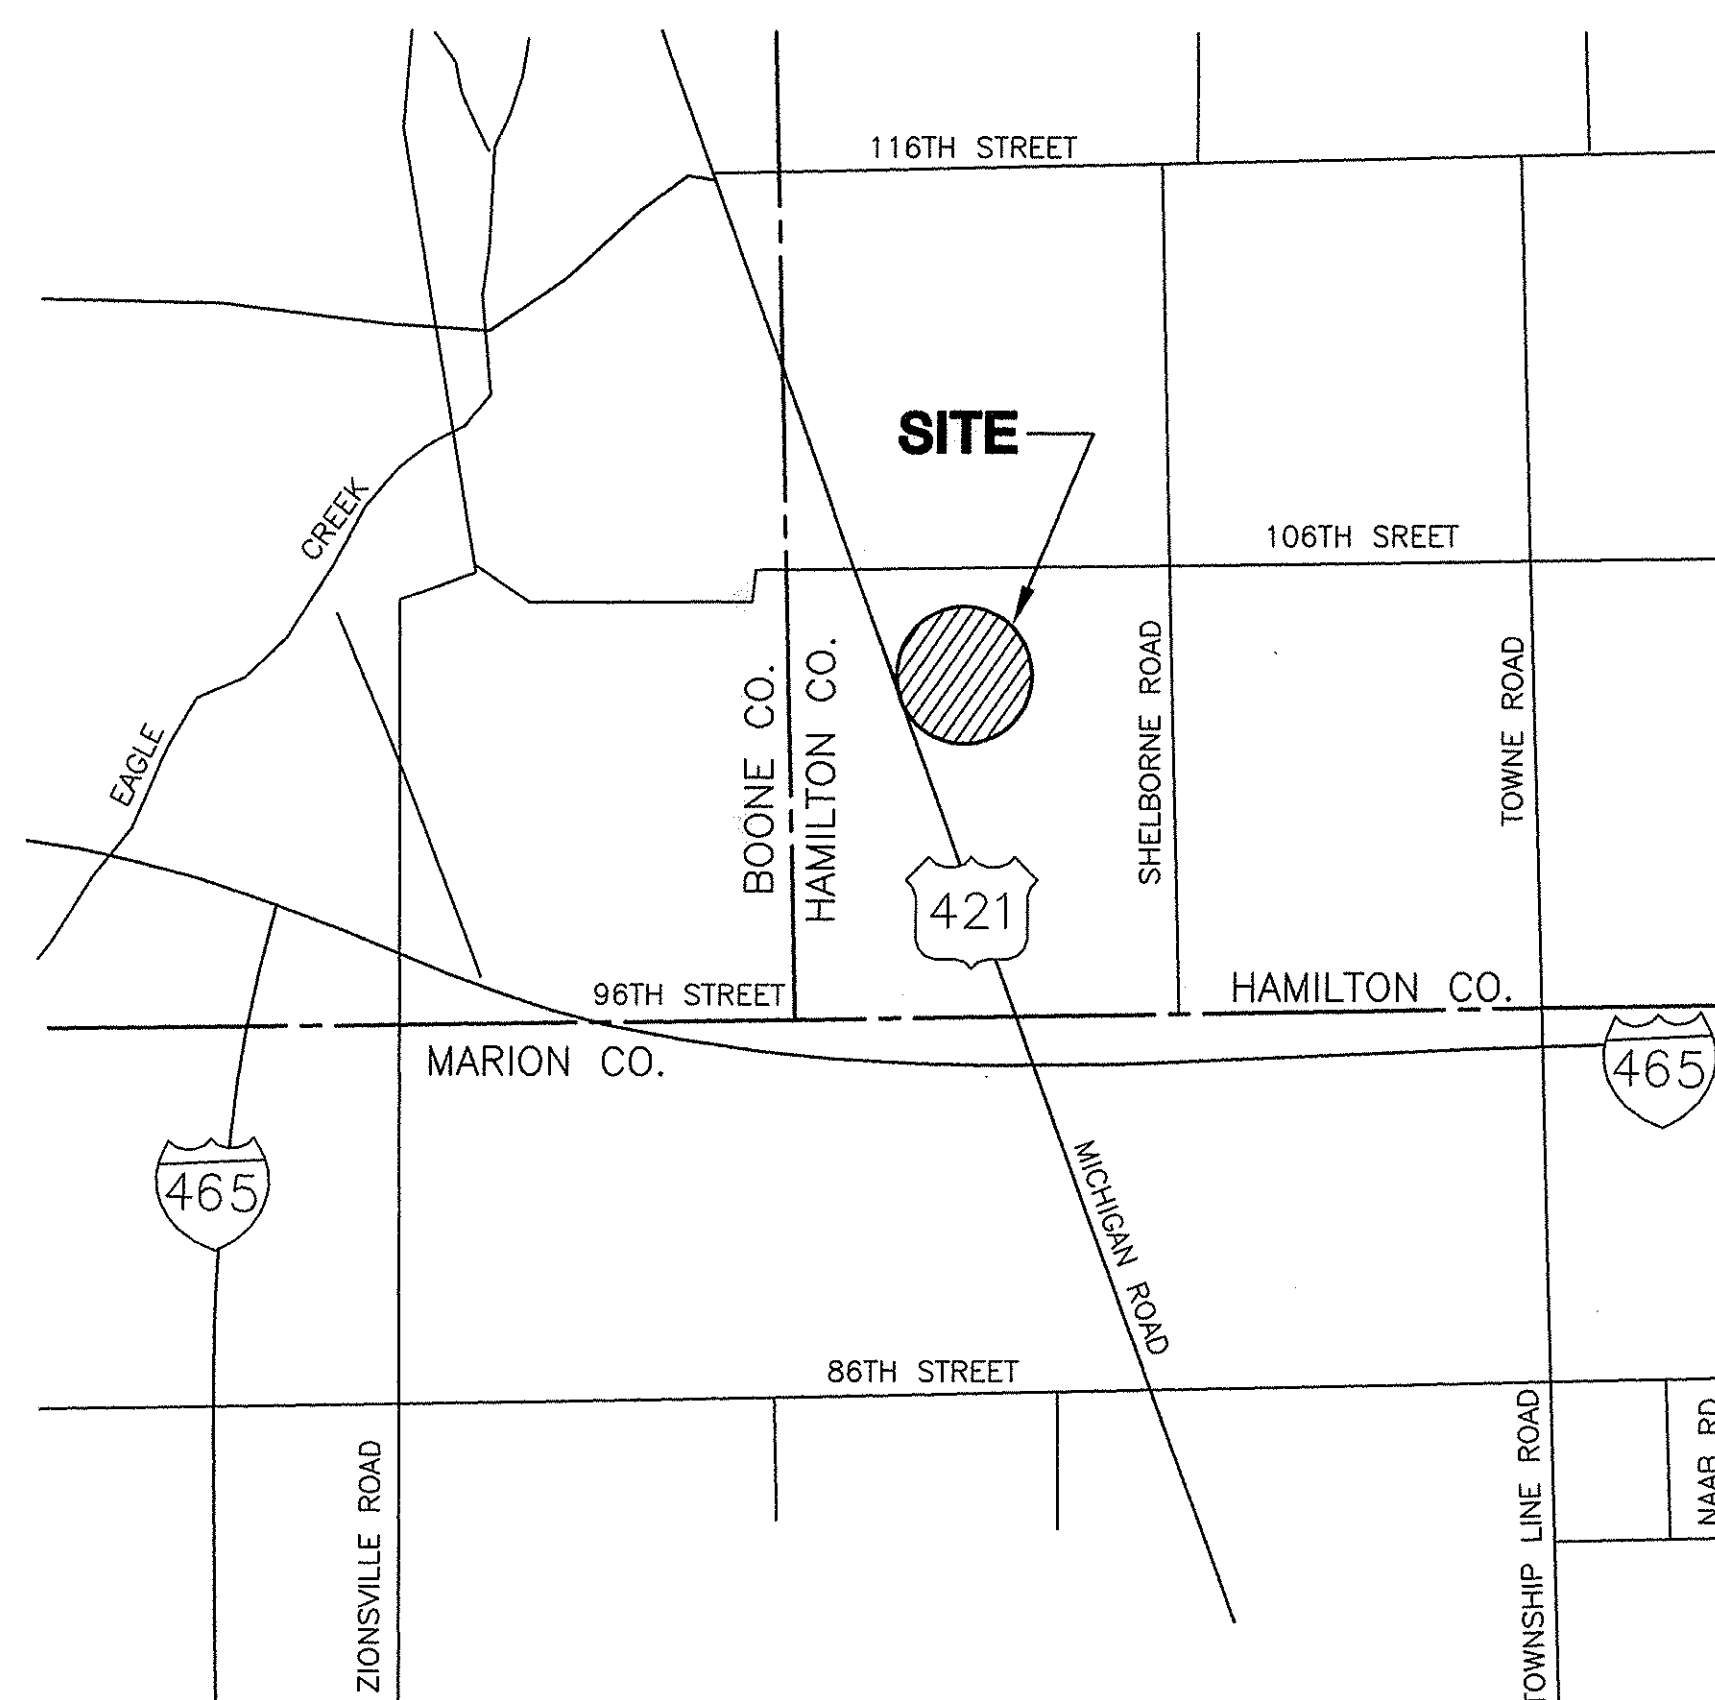 116TH STREET
SITE
CREEK
106TH SREET
EAGLE
BOONE CO.
HAMILTON CO.
SHELBORNE ROAD
TOWNE ROAD
421
96TH STREET
HAMILTON CO.
MARION CO.
465
465
MICHIGAN ROAD
86TH STREET
ZIONSVILLE ROAD
TOWNSHIP LINE ROAD
NAAB RD